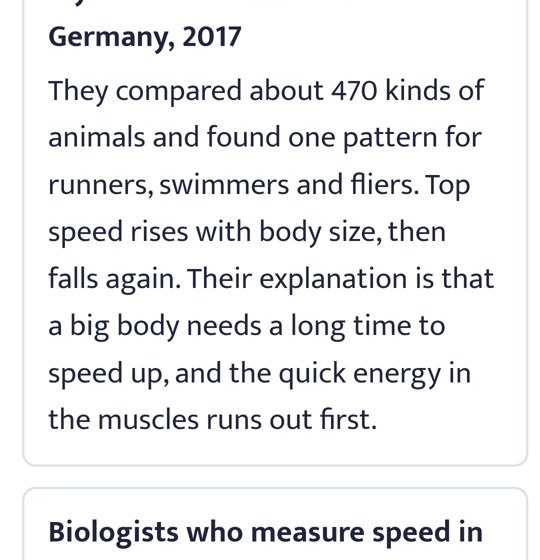 Germany, 2017
They compared about 470 kinds of
animals and found one pattern for
runners, swimmers and fliers. Top
speed rises with body size, then
falls again. Their explanation is that
a big body needs a long time to
speed up, and the quick energy in
the muscles runs out first.
Biologists who measure speed in